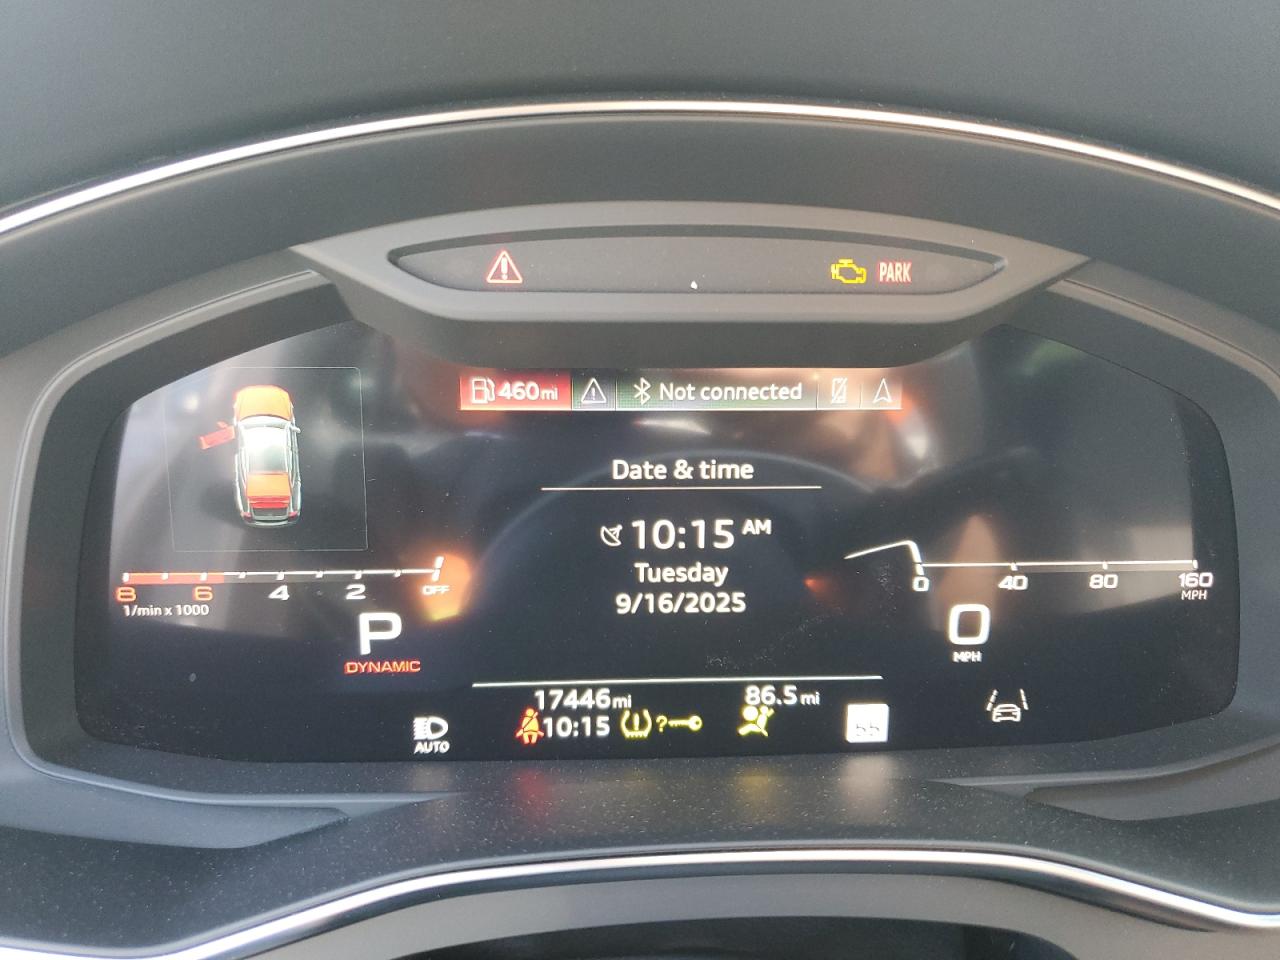 PARK
460mi
Not connected
Date & time
10:15 AM
Tuesday
9/16/2025
8 6 4 2 OFF
1/min x 1000
P
DYNAMIC
0 40 80 160
MPH
0
MPH
17446mi 86.5mi
AUTO
10:15
?
55